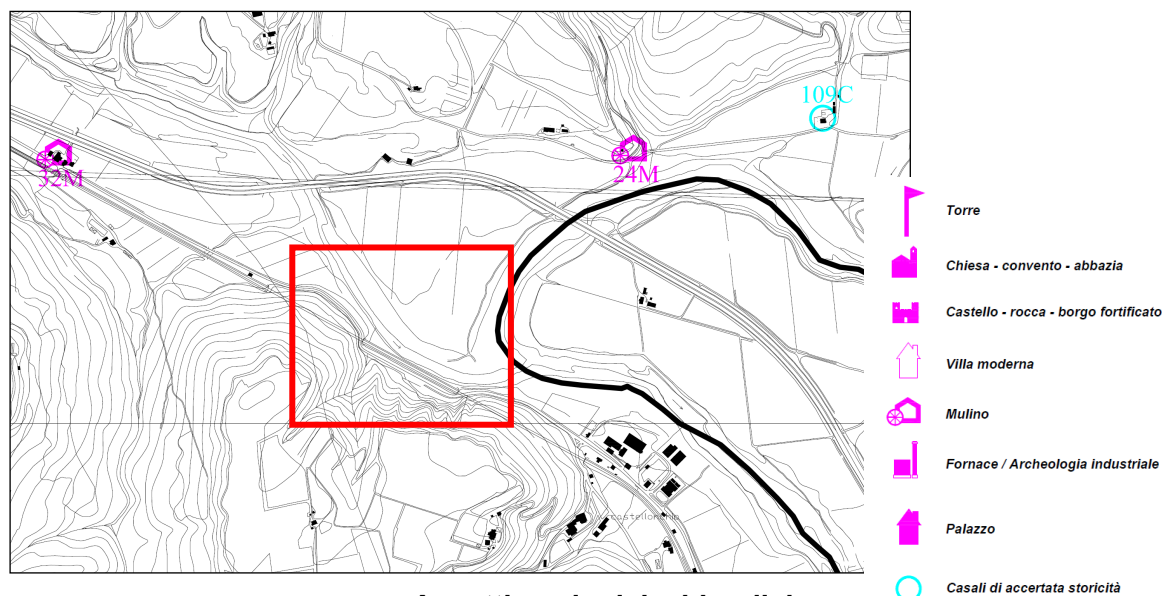 109C
32M
24M
Torre
Chiesa - convento - abbazia
Castello - rocca - borgo fortificato
Villa moderna
Mulino
Fornace / Archeologia industriale
Palazzo
castellonchio
Casali di accertata storicità